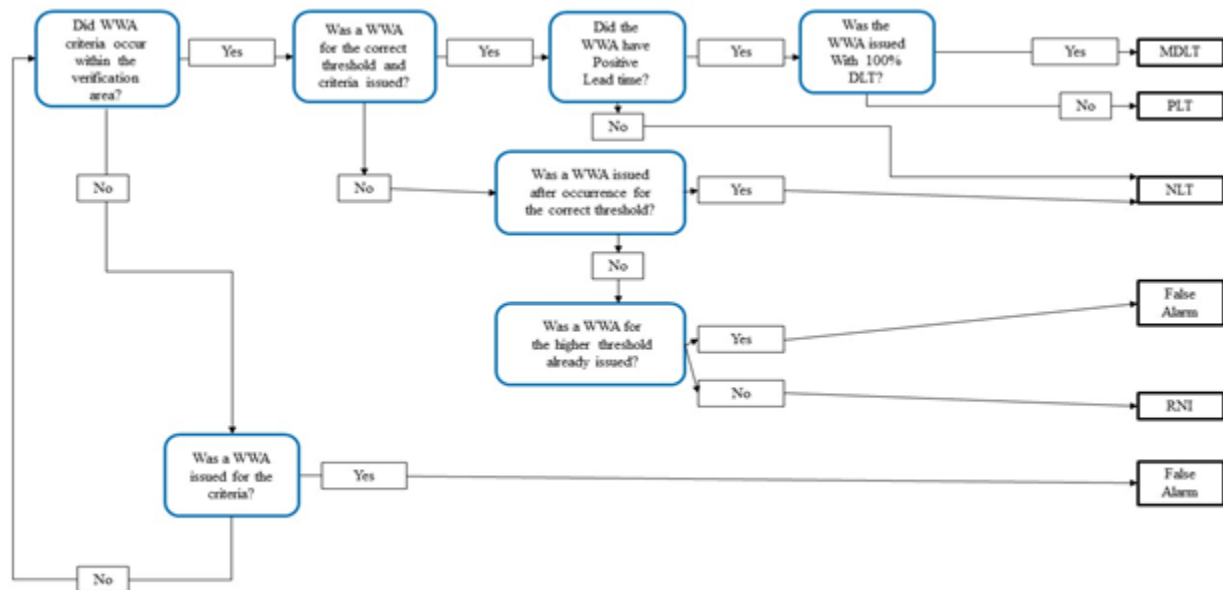 Did WWA
criteria occur
within the
verification
area?
Yes
Was a WWA
for the correct
threshold and
criteria issued?
Yes
Did the
WWA have
Positive
Lead time?
Yes
Was the
WWA issued
With 100%
DLT?
Yes
MDLT
No
PLT
No
No
No
Was a WWA issued
after occurrence for
the correct threshold?
Yes
NLT
No
Was a WWA for
the higher threshold
already issued?
Yes
False
Alarm
No
RNI
Was a WWA
issued for the
criteria?
Yes
False
Alarm
No